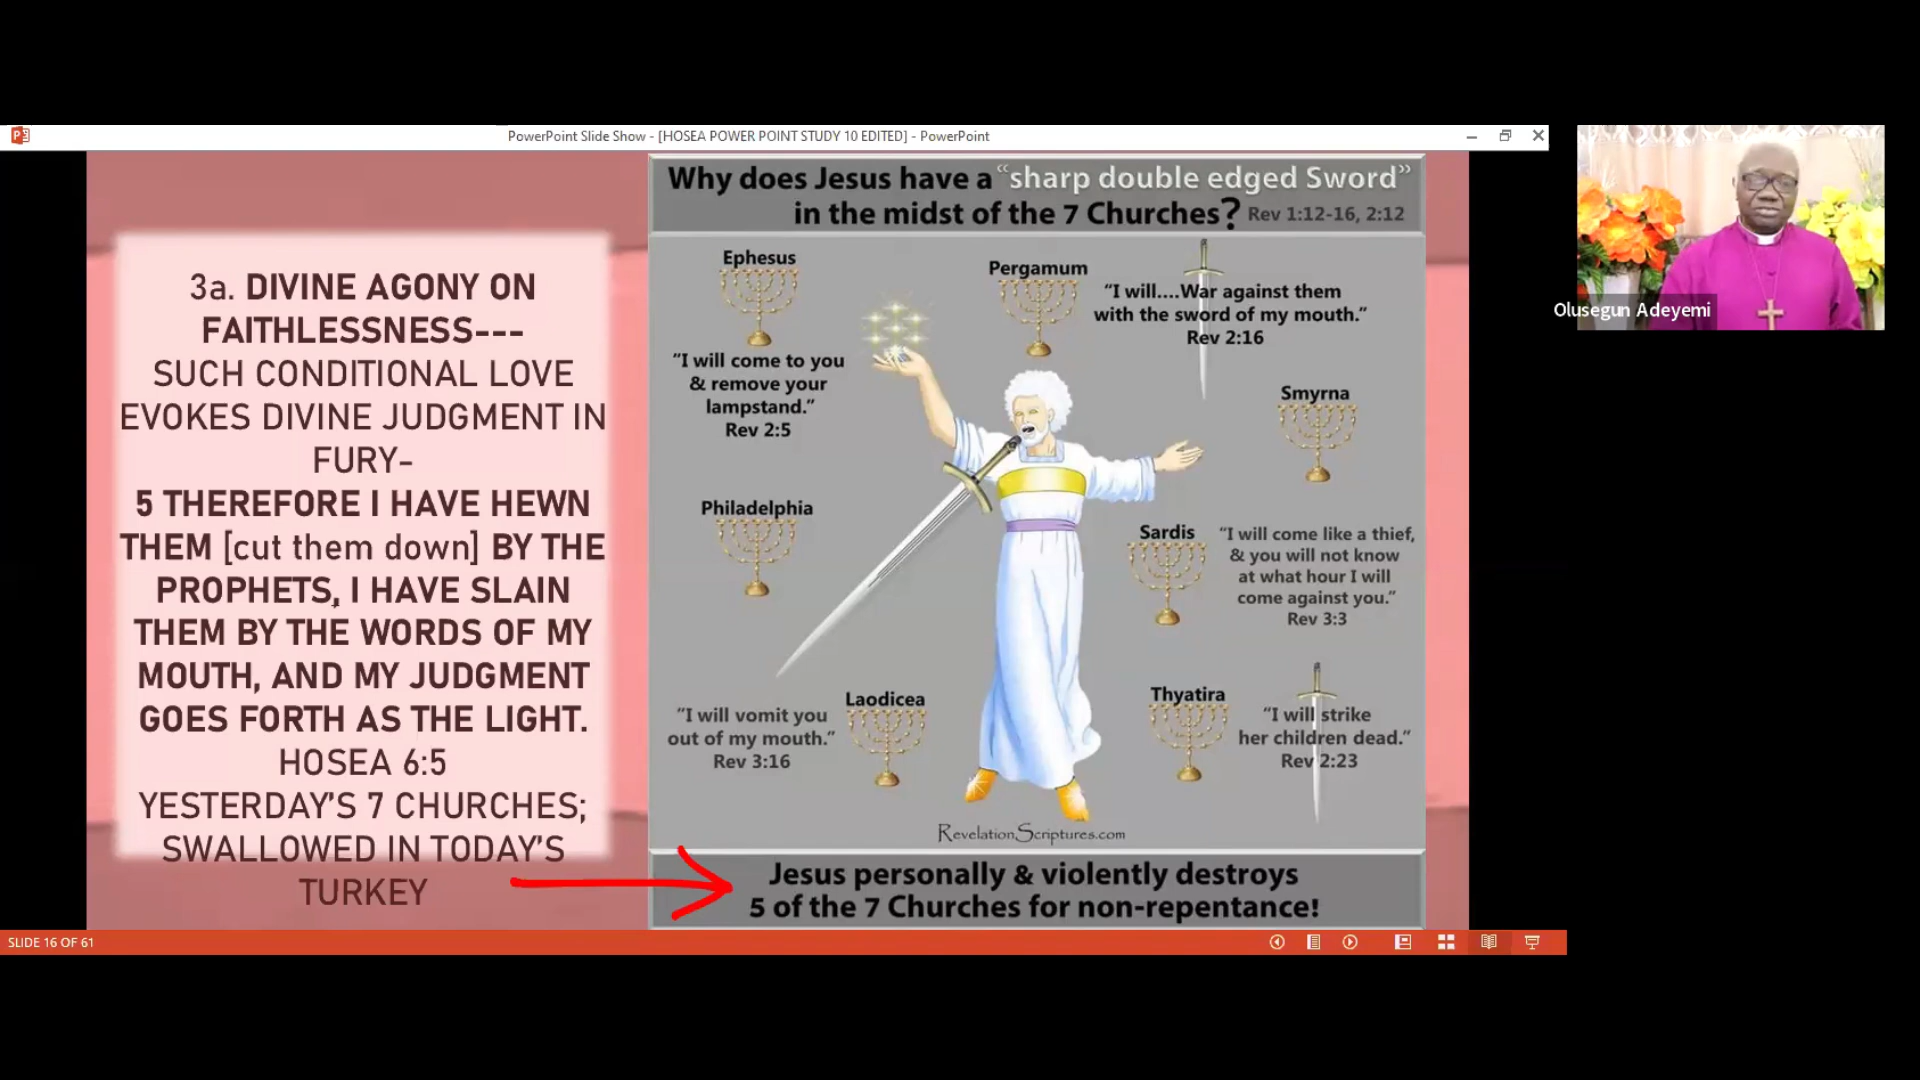 PowerPoint Slide Show - [HOSEA POWER POINT STUDY 10 EDITED] - PowerPoint
3a. DIVINE AGONY ON
FAITHLESSNESS---
SUCH CONDITIONAL LOVE
EVOKES DIVINE JUDGMENT IN
FURY-
5 THEREFORE I HAVE HEWN
THEM [cut them down] BY THE
PROPHETS, I HAVE SLAIN
THEM BY THE WORDS OF MY
MOUTH, AND MY JUDGMENT
GOES FORTH AS THE LIGHT.
HOSEA 6:5
YESTERDAY'S 7 CHURCHES;
SWALLOWED IN TODAY'S
TURKEY
Why does Jesus have a “sharp double edged Sword”
in the midst of the 7 Churches? Rev 1:12-16, 2:12
Ephesus
“I will come to you
& remove your
lampstand.”
Rev 2:5
Pergamum
“I will....War against them
with the sword of my mouth.”
Rev 2:16
Smyrna
Philadelphia
Sardis
“I will come like a thief,
& you will not know
at what hour I will
come against you.”
Rev 3:3
Laodicea
“I will vomit you
out of my mouth.”
Rev 3:16
Thyatira
“I will strike
her children dead.”
Rev 2:23
RevelationScriptures.com
Jesus personally & violently destroys
5 of the 7 Churches for non-repentance!
Olusegun Adeyemi
SLIDE 16 OF 61